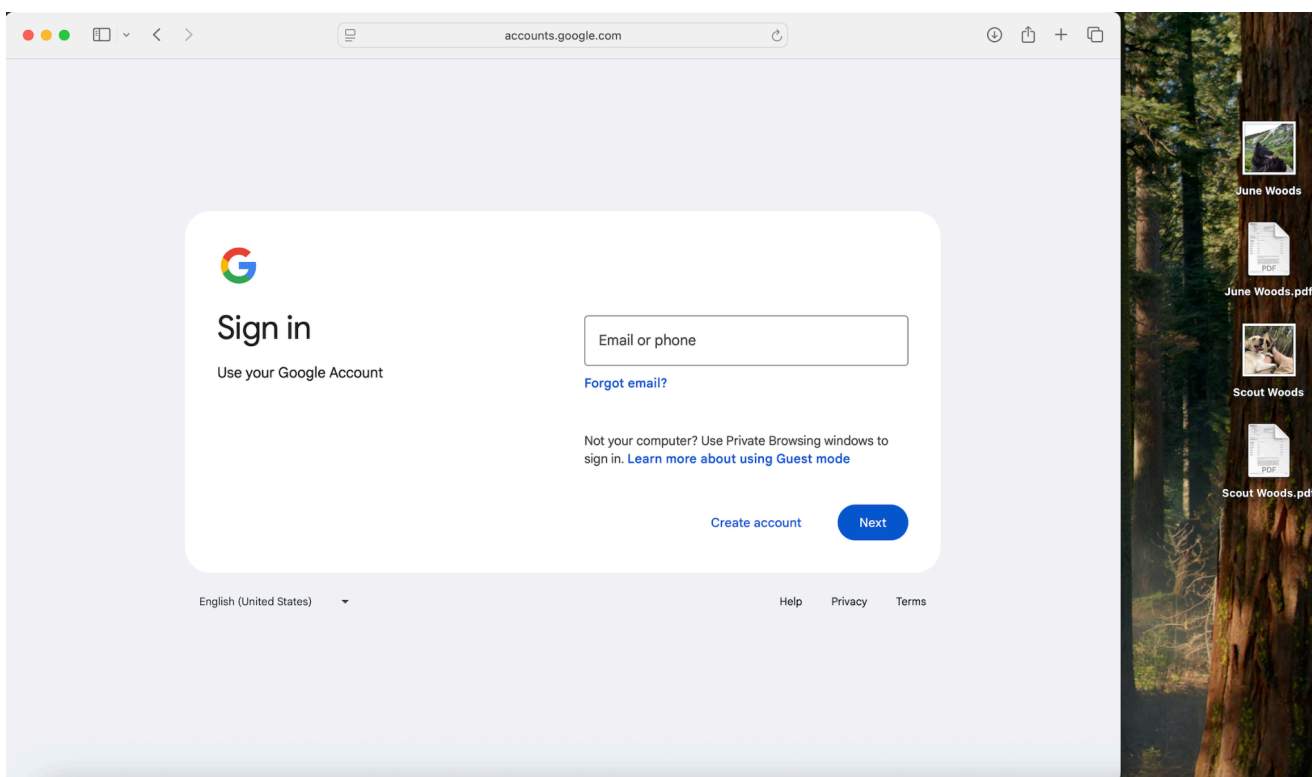 accounts.google.com
Sign in
Use your Google Account
Email or phone
Forgot email?
Not your computer? Use Private Browsing windows to
sign in. Learn more about using Guest mode
Create account
Next
English (United States)
Help
Privacy
Terms
June Woods
PDF
June Woods.pdf
Scout Woods
PDF
Scout Woods.pdf